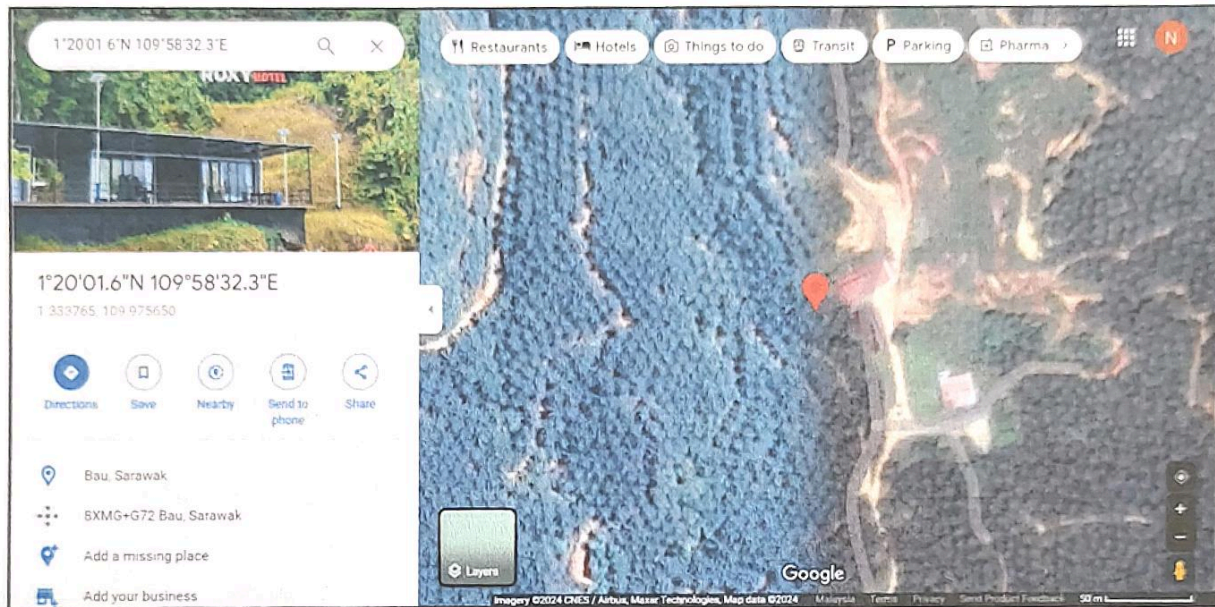 1°20'01.6"N 109°58'32.3"E
ROXY HOTEL
1°20'01.6"N 109°58'32.3"E
1.333765, 109.975650
Directions
Save
Nearby
Send to
phone
Share
Bau, Sarawak
8XMG+G72 Bau, Sarawak
Add a missing place
Add your business
Restaurants
Hotels
Things to do
Transit
P Parking
Pharma
N
Layers
Google
Imagery ©2024 CNES / Airbus, Maxar Technologies, Map data ©2024 Malaysia Terms Privacy Send Product Feedback 50 m